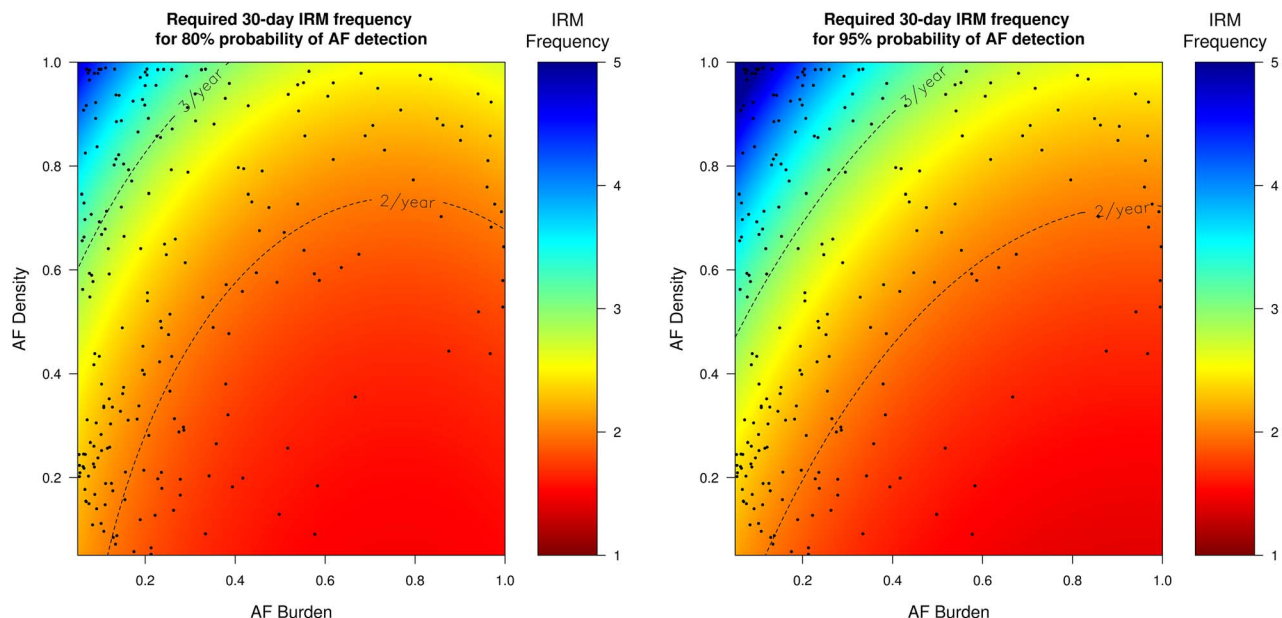 Required 30-day IRM frequency
for 80% probability of AF detection
IRM
Frequency
1.0
0.8
0.6
0.4
0.2
AF Density
3/year
2/year
0.2
0.4
0.6
0.8
1.0
AF Burden
5
4
3
2
1
Required 30-day IRM frequency
for 95% probability of AF detection
IRM
Frequency
1.0
0.8
0.6
0.4
0.2
AF Density
3/year
2/year
0.2
0.4
0.6
0.8
1.0
AF Burden
5
4
3
2
1